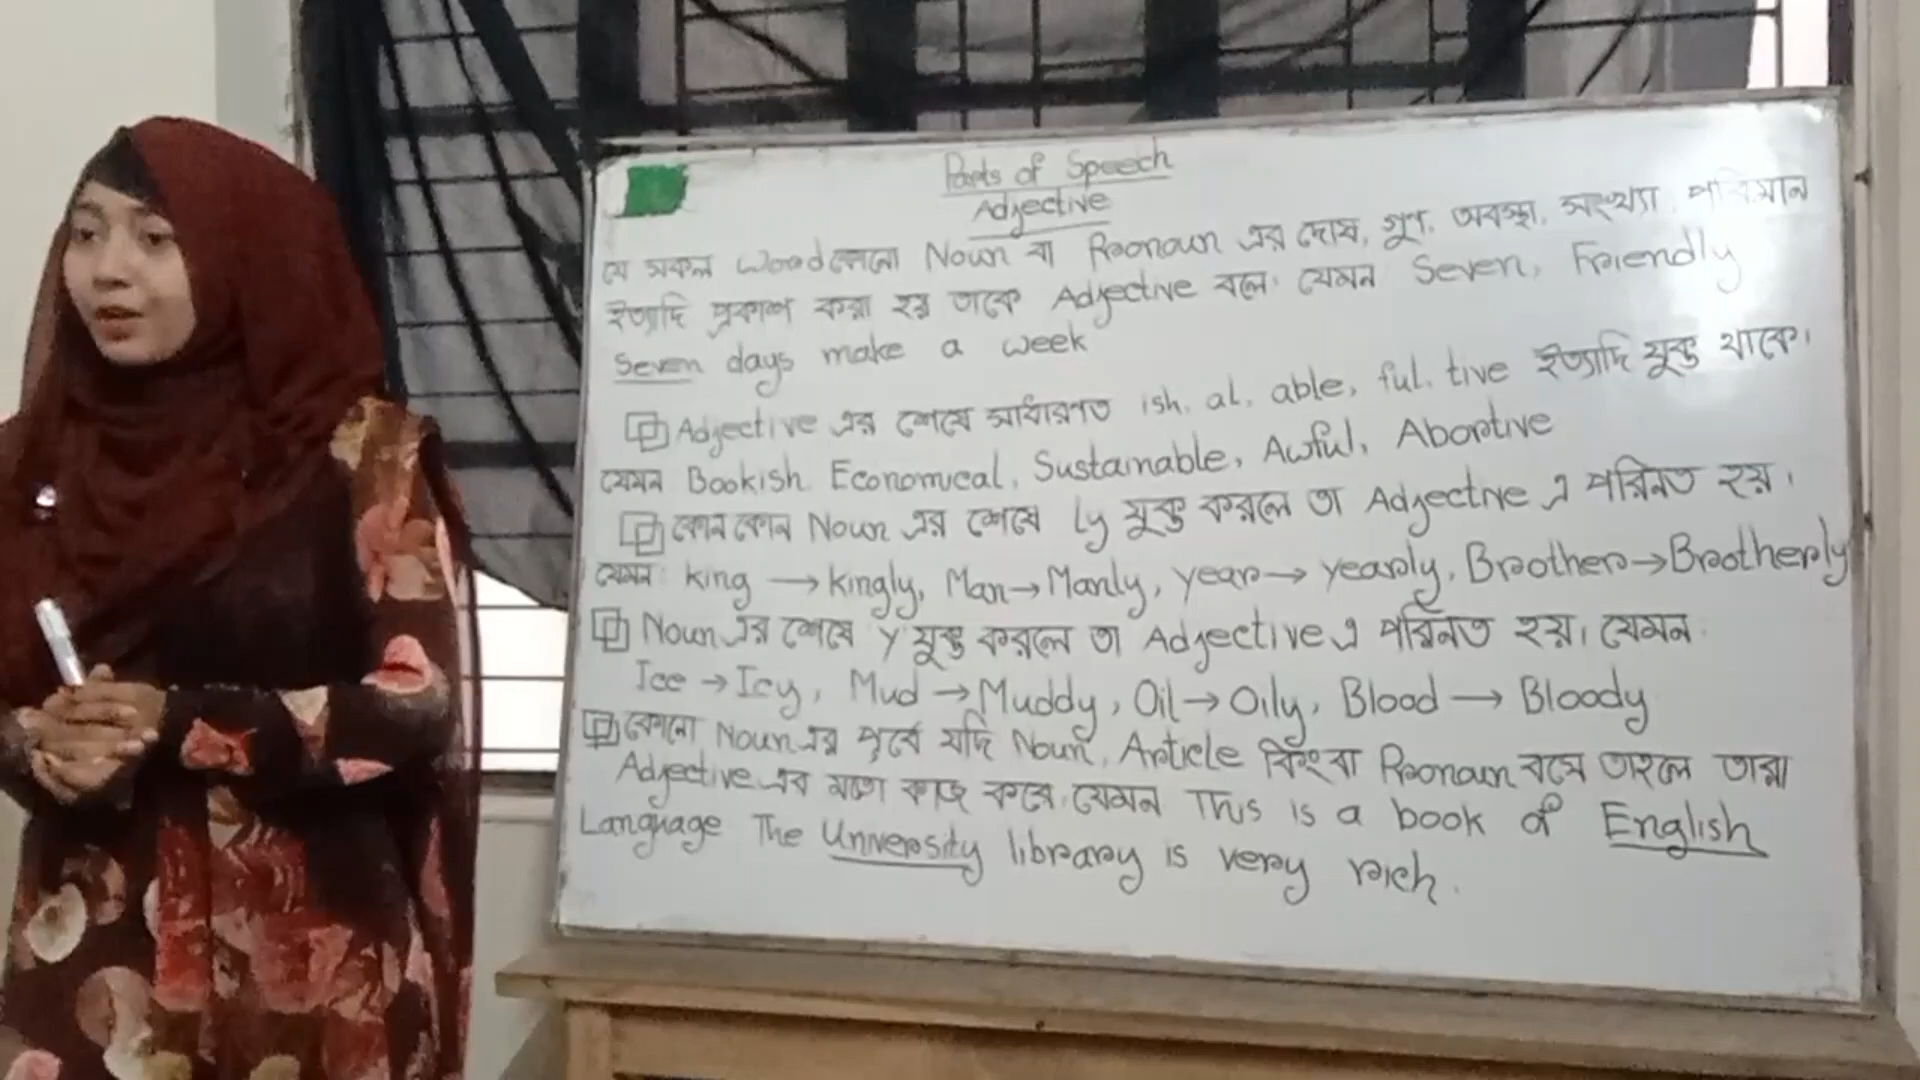 Parts of Speech
Adjective
যে সকল Word কোনো Noun বা Pronoun এর দোষ, গুণ, অবস্থা, সংখ্যা, পরিমান
ইত্যাদি প্রকাশ করা হয় তাকে Adjective বলে। যেমন Seven, Friendly
Seven days make a week
Adjective এর শেষে সাধারণত ish, al, able, ful, tive ইত্যাদি যুক্ত থাকে।
যেমন Bookish Economical, Sustainable, Awful, Abortive
কোন কোন Noun এর শেষে ly যুক্ত করলে তা Adjective এ পরিনত হয়।
যেমন: King → Kingly, Man → Manly, Year → Yearly, Brother → Brotherly
Noun এর শেষে y যুক্ত করলে তা Adjective এ পরিনত হয়। যেমন
Ice → Icy, Mud → Muddy, Oil → Oily, Blood → Bloody
কোনো Noun এর পূর্বে যদি Noun, Article কিংবা Pronoun বসে তাহলে তারা
Adjective এর মতো কাজ করে। যেমন This is a book of English
Language The University library is very rich.